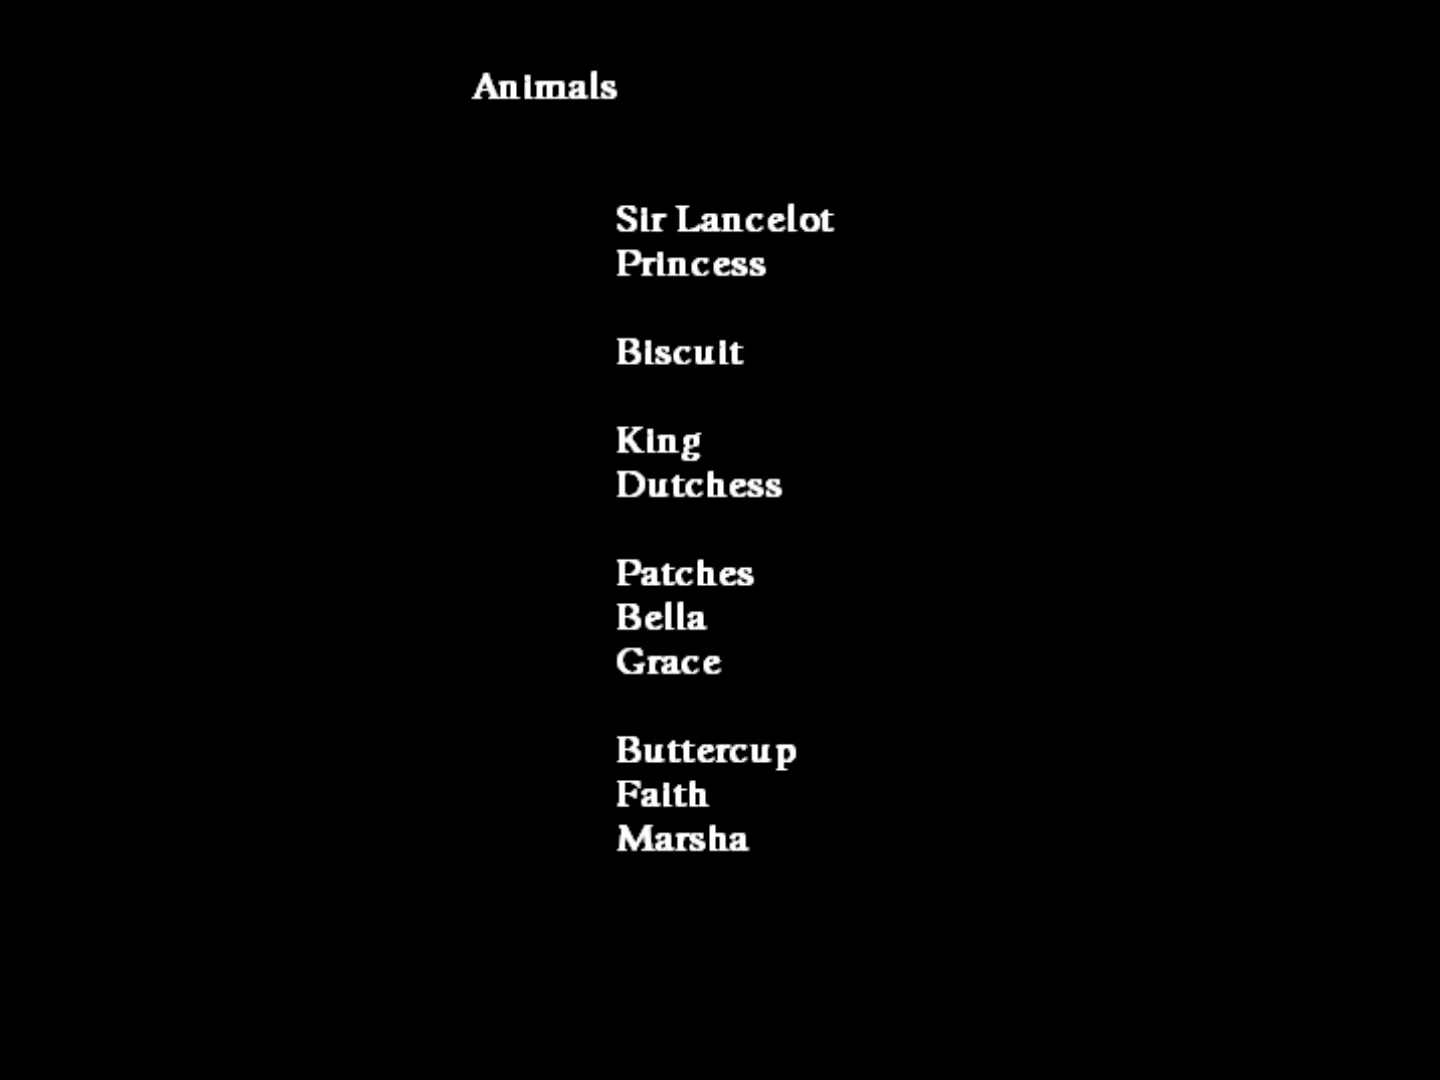 Animals
Sir Lancelot
Princess
Biscuit
King
Dutchess
Patches
Bella
Grace
Buttercup
Faith
Marsha